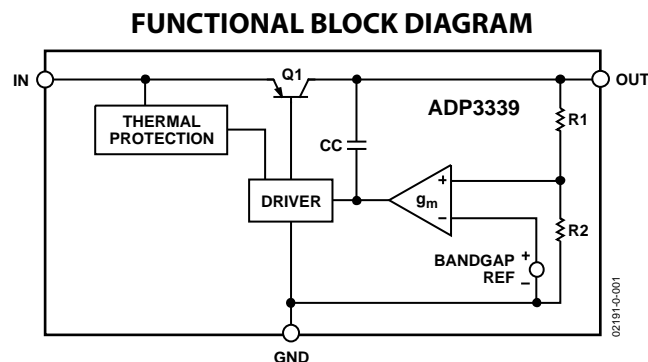 FUNCTIONAL BLOCK DIAGRAM
IN
Q1
OUT
THERMAL
PROTECTION
CC
ADP3339
R1
DRIVER
+
gm
−
R2
BANDGAP
REF
+
−
GND
02191-0-001